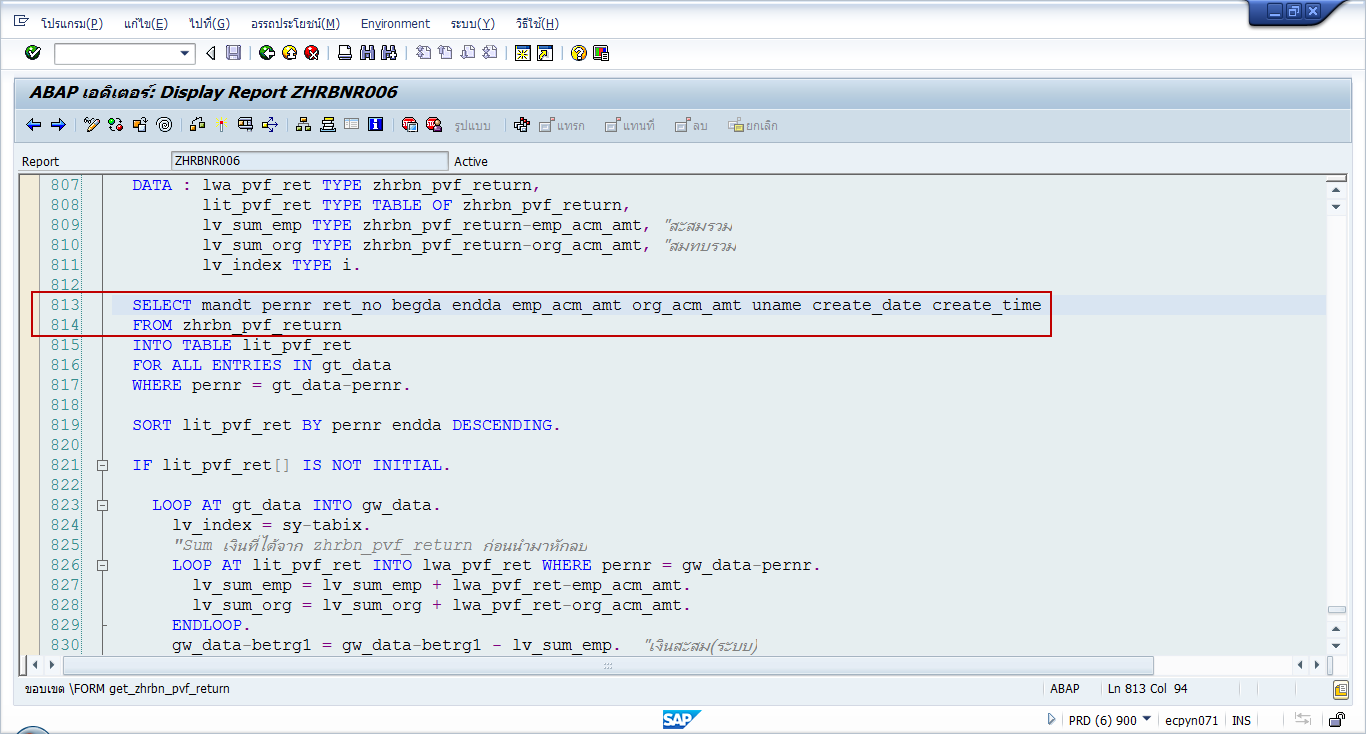 โปรแกรม(P) แก้ไข(E) ไปที่(G) อรรถประโยชน์(M) Environment ระบบ(Y) วิธีใช้(H)
ABAP เอดิเตอร์: Display Report ZHRBNR006
รูปแบบ แทรก แทนที่ ลบ ยกเลิก
Report ZHRBNR006 Active
807 DATA : lwa_pvf_ret TYPE zhrbn_pvf_return,
808 lit_pvf_ret TYPE TABLE OF zhrbn_pvf_return,
809 lv_sum_emp TYPE zhrbn_pvf_return-emp_acm_amt, "สะสมรวม
810 lv_sum_org TYPE zhrbn_pvf_return-org_acm_amt, "สมทบรวม
811 lv_index TYPE i.
812
813 SELECT mandt pernr ret_no begda endda emp_acm_amt org_acm_amt uname create_date create_time
814 FROM zhrbn_pvf_return
815 INTO TABLE lit_pvf_ret
816 FOR ALL ENTRIES IN gt_data
817 WHERE pernr = gt_data-pernr.
818
819 SORT lit_pvf_ret BY pernr endda DESCENDING.
820
821 IF lit_pvf_ret[] IS NOT INITIAL.
822
823 LOOP AT gt_data INTO gw_data.
824 lv_index = sy-tabix.
825 "Sum เงินที่ได้จาก zhrbn_pvf_return ก่อนนำมาหักลบ
826 LOOP AT lit_pvf_ret INTO lwa_pvf_ret WHERE pernr = gw_data-pernr.
827 lv_sum_emp = lv_sum_emp + lwa_pvf_ret-emp_acm_amt.
828 lv_sum_org = lv_sum_org + lwa_pvf_ret-org_acm_amt.
829 ENDLOOP.
830 gw_data-betrg1 = gw_data-betrg1 - lv_sum_emp. "เงินสะสม(ระบบ)
ขอบเขต \FORM get_zhrbn_pvf_return ABAP Ln 813 Col 94
SAP PRD (6) 900 ecpyn071 INS